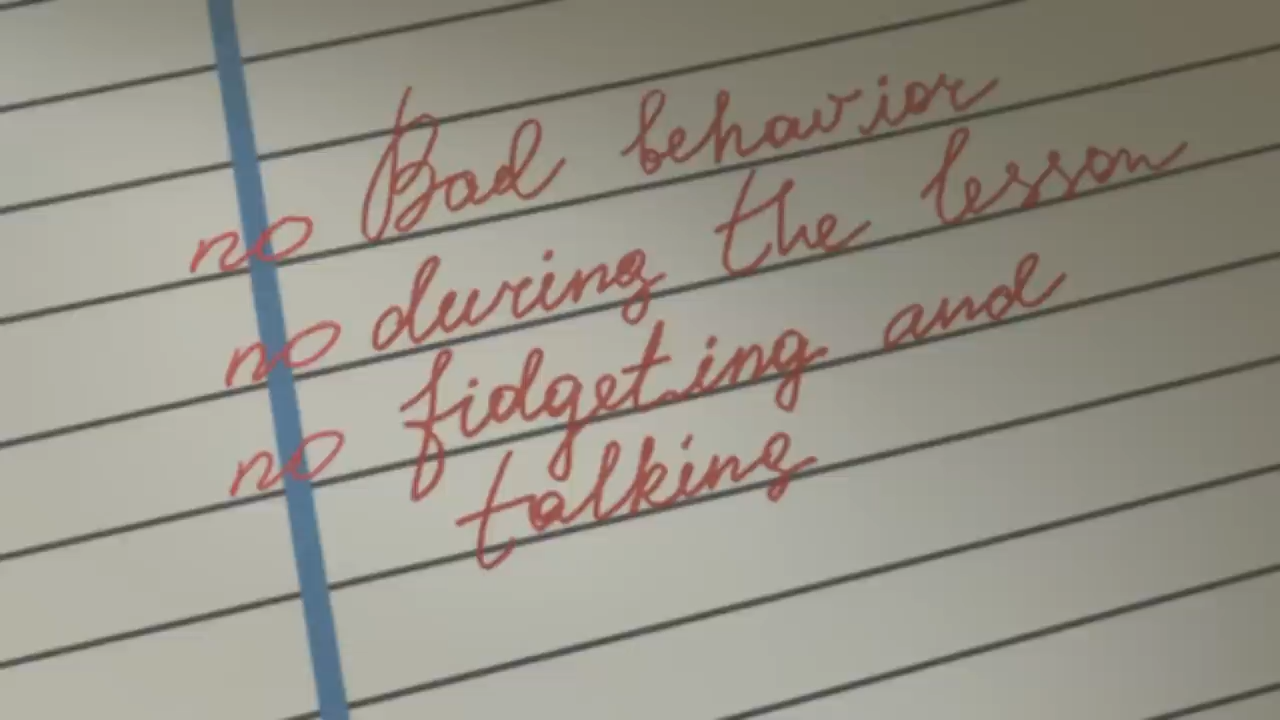 no Bad behavior
no during the lesson
no fidgeting and
talking